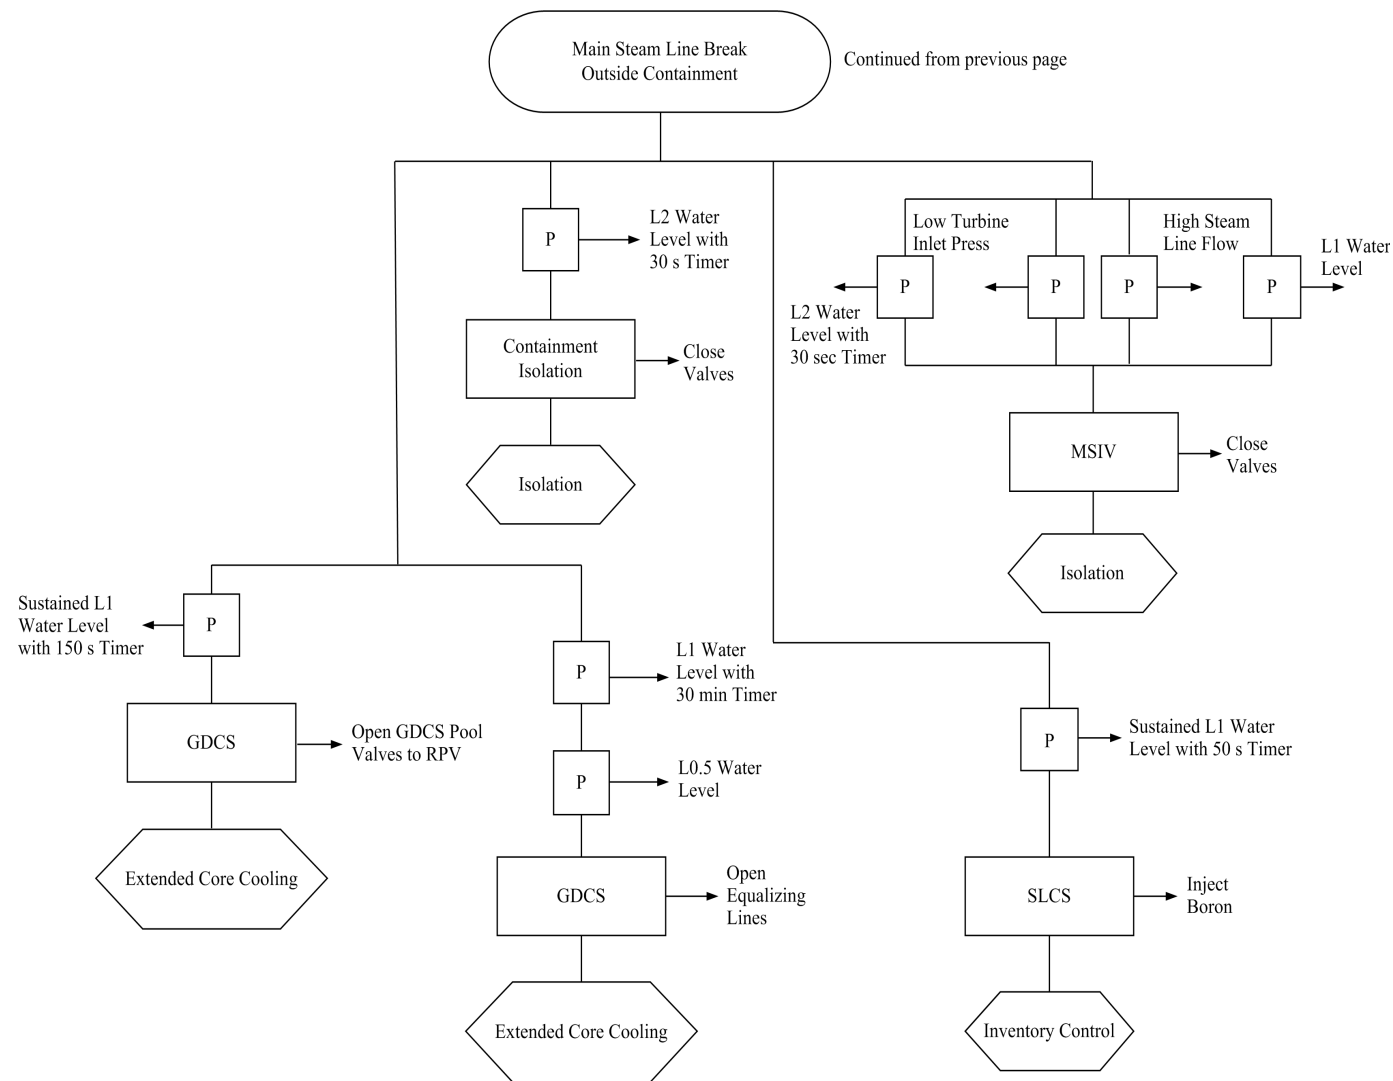 Main Steam Line Break
Outside Containment
Continued from previous page
P
L2 Water
Level with
30 s Timer
Containment
Isolation
Close
Valves
Isolation
Low Turbine
Inlet Press
High Steam
Line Flow
L1 Water
Level
P
P
P
P
L2 Water
Level with
30 sec Timer
MSIV
Close
Valves
Isolation
Sustained L1
Water Level
with 150 s Timer
P
GDCS
Open GDCS Pool
Valves to RPV
Extended Core Cooling
P
L1 Water
Level with
30 min Timer
P
L0.5 Water
Level
GDCS
Open
Equalizing
Lines
Extended Core Cooling
P
Sustained L1 Water
Level with 50 s Timer
SLCS
Inject
Boron
Inventory Control